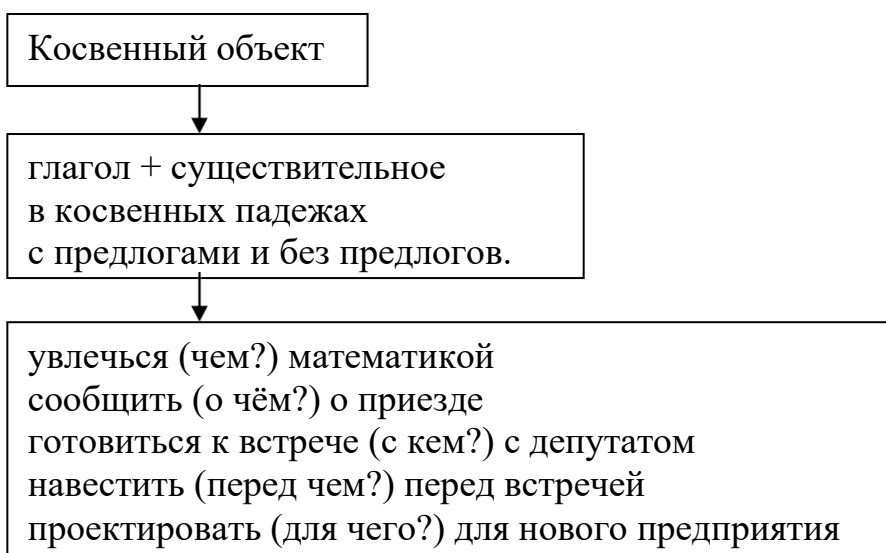 Косвенный объект
глагол + существительное
в косвенных падежах
с предлогами и без предлогов.
увлечься (чем?) математикой
сообщить (о чём?) о приезде
готовиться к встрече (с кем?) с депутатом
навестить (перед чем?) перед встречей
проектировать (для чего?) для нового предприятия